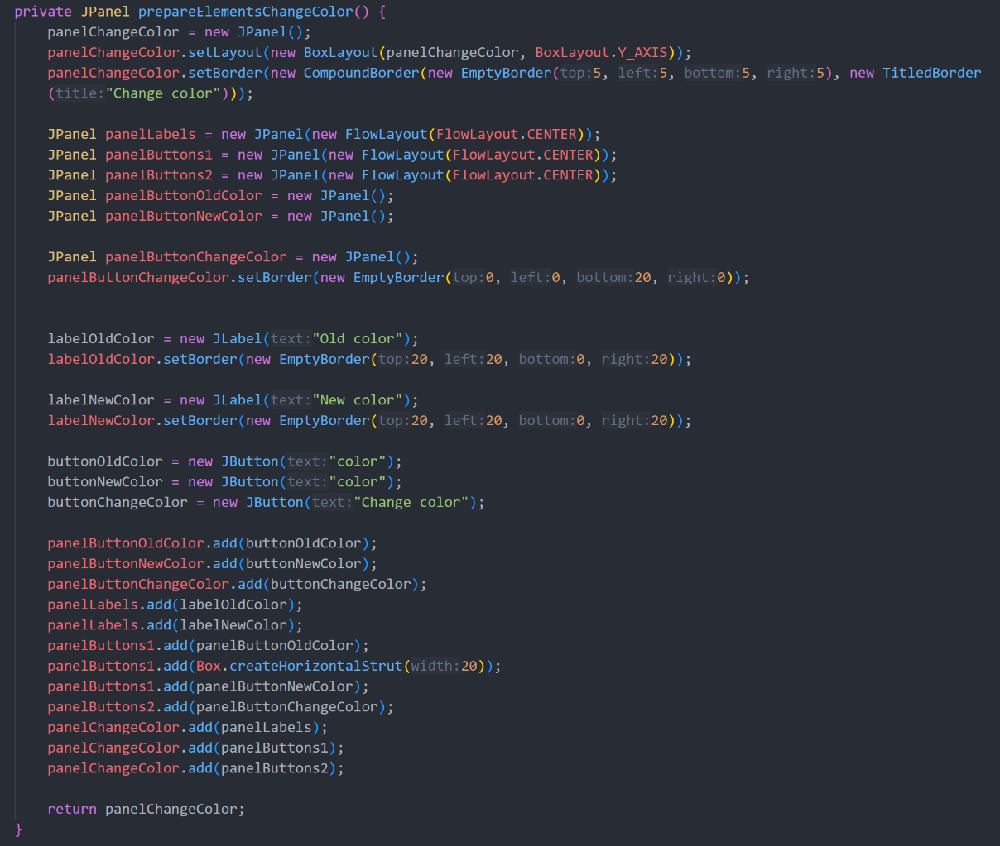 private JPanel prepareElementsChangeColor() {
panelChangeColor = new JPanel();
panelChangeColor.setLayout(new BoxLayout(panelChangeColor, BoxLayout.Y_AXIS));
panelChangeColor.setBorder(new CompoundBorder(new EmptyBorder(top:5, left:5, bottom:5, right:5), new TitledBorder
(title:"Change color")));
JPanel panelLabels = new JPanel(new FlowLayout(FlowLayout.CENTER));
JPanel panelButtons1 = new JPanel(new FlowLayout(FlowLayout.CENTER));
JPanel panelButtons2 = new JPanel(new FlowLayout(FlowLayout.CENTER));
JPanel panelButtonOldColor = new JPanel();
JPanel panelButtonNewColor = new JPanel();
JPanel panelButtonChangeColor = new JPanel();
panelButtonChangeColor.setBorder(new EmptyBorder(top:0, left:0, bottom:20, right:0));
labelOldColor = new JLabel(text:"Old color");
labelOldColor.setBorder(new EmptyBorder(top:20, left:20, bottom:0, right:20));
labelNewColor = new JLabel(text:"New color");
labelNewColor.setBorder(new EmptyBorder(top:20, left:20, bottom:0, right:20));
buttonOldColor = new JButton(text:"color");
buttonNewColor = new JButton(text:"color");
buttonChangeColor = new JButton(text:"Change color");
panelButtonOldColor.add(buttonOldColor);
panelButtonNewColor.add(buttonNewColor);
panelButtonChangeColor.add(buttonChangeColor);
panelLabels.add(labelOldColor);
panelLabels.add(labelNewColor);
panelButtons1.add(panelButtonOldColor);
panelButtons1.add(Box.createHorizontalStrut(width:20));
panelButtons1.add(panelButtonNewColor);
panelButtons2.add(panelButtonChangeColor);
panelChangeColor.add(panelLabels);
panelChangeColor.add(panelButtons1);
panelChangeColor.add(panelButtons2);
return panelChangeColor;
}